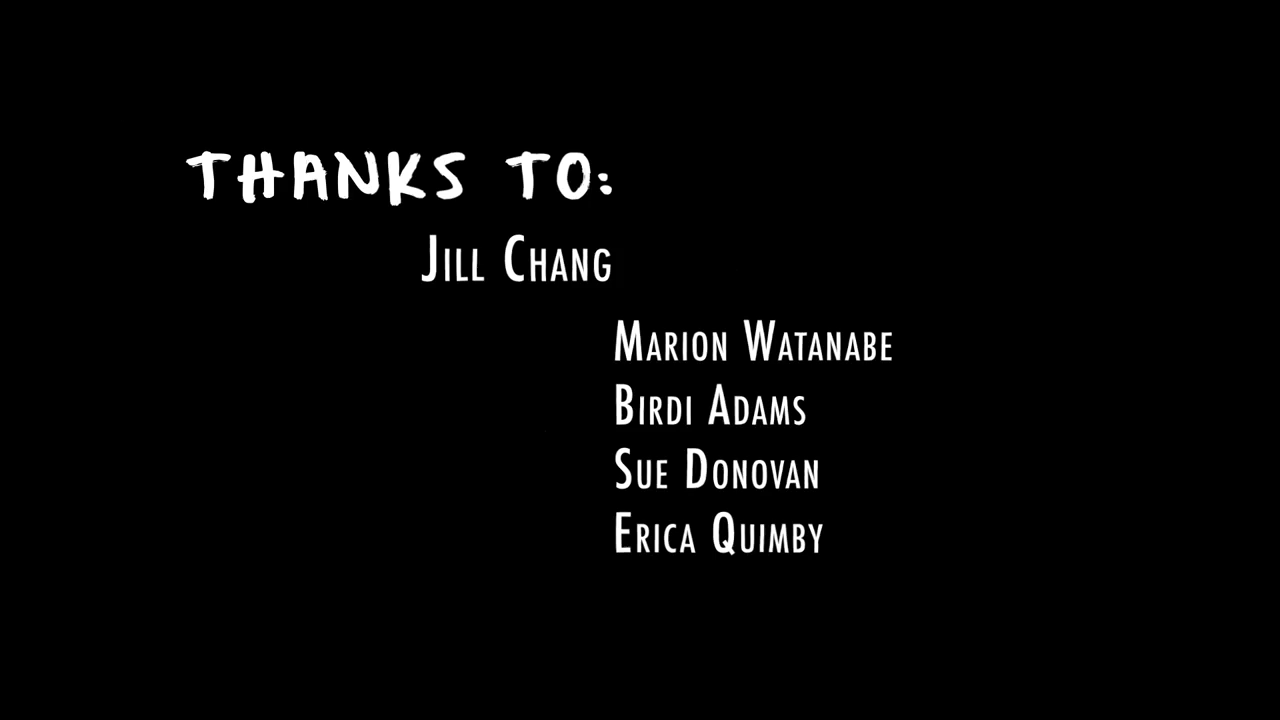 THANKS TO:
JILL CHANG
MARION WATANABE
BIRDI ADAMS
SUE DONOVAN
ERICA QUIMBY